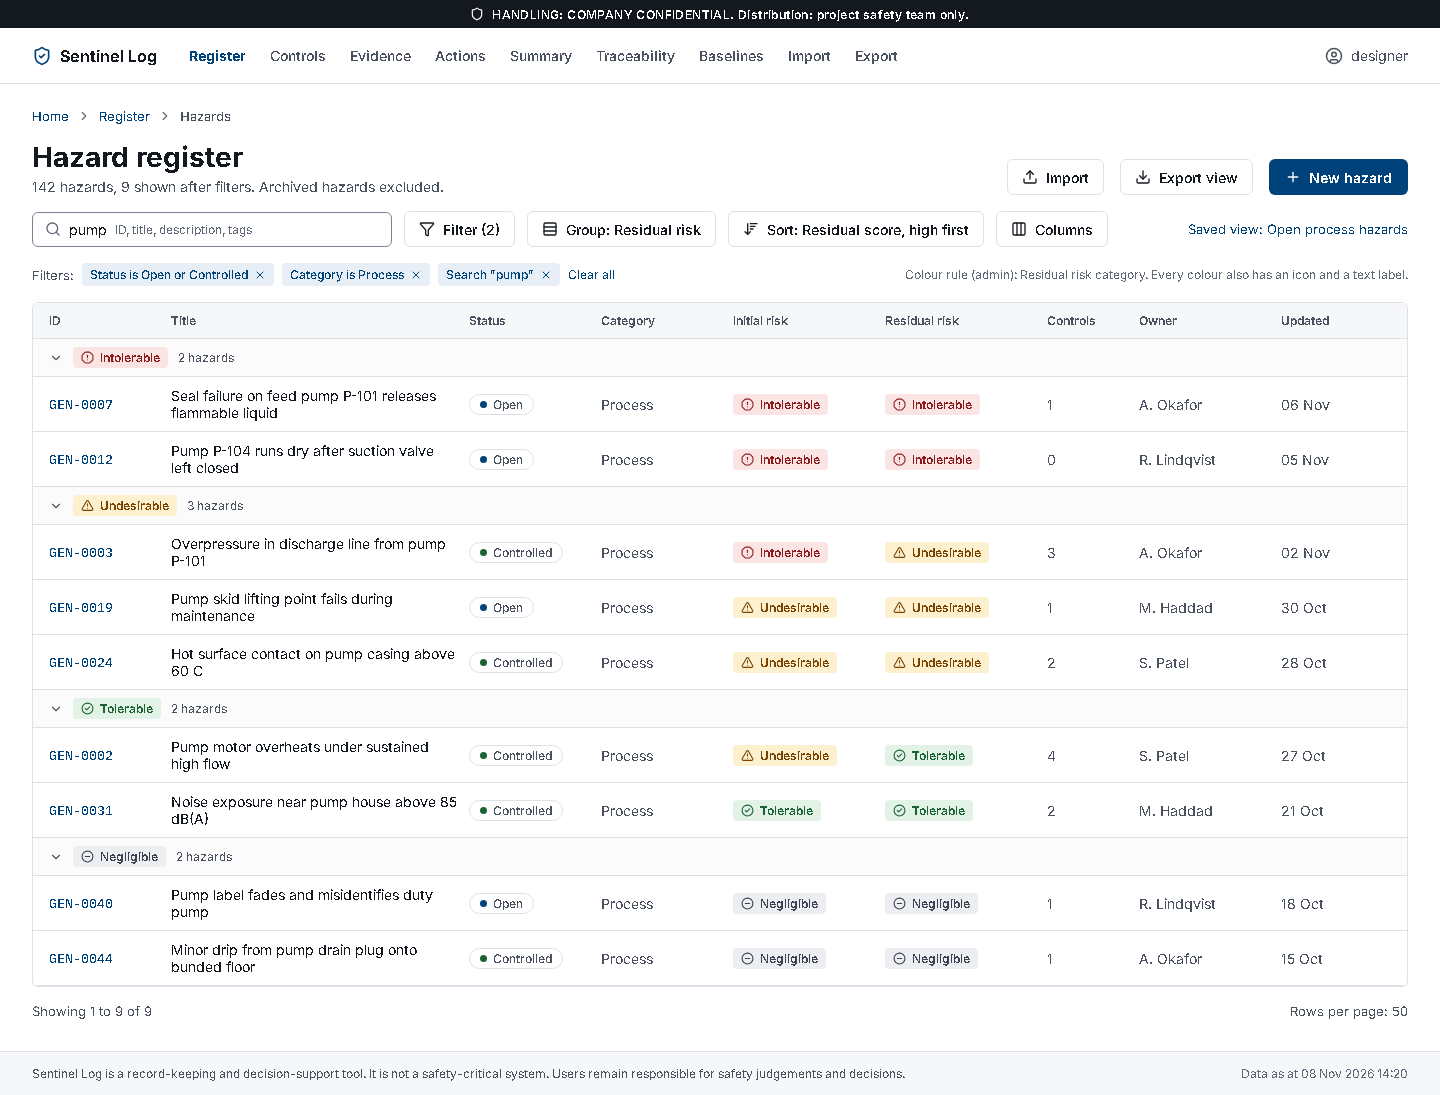 HANDLING: COMPANY CONFIDENTIAL. Distribution: project safety team only.
Sentinel Log Register Controls Evidence Actions Summary Traceability Baselines Import Export designer
Home > Register > Hazards
Hazard register
142 hazards, 9 shown after filters. Archived hazards excluded.
Import Export view + New hazard
pump ID, title, description, tags Filter (2) Group: Residual risk Sort: Residual score, high first Columns Saved view: Open process hazards
Filters: Status is Open or Controlled × Category is Process × Search "pump" × Clear all Colour rule (admin): Residual risk category. Every colour also has an icon and a text label.
ID Title Status Category Initial risk Residual risk Controls Owner Updated
Intolerable 2 hazards
GEN-0007 Seal failure on feed pump P-101 releases flammable liquid Open Process Intolerable Intolerable 1 A. Okafor 06 Nov
GEN-0012 Pump P-104 runs dry after suction valve left closed Open Process Intolerable Intolerable 0 R. Lindqvist 05 Nov
Undesirable 3 hazards
GEN-0003 Overpressure in discharge line from pump P-101 Controlled Process Intolerable Undesirable 3 A. Okafor 02 Nov
GEN-0019 Pump skid lifting point fails during maintenance Open Process Undesirable Undesirable 1 M. Haddad 30 Oct
GEN-0024 Hot surface contact on pump casing above 60 C Controlled Process Undesirable Undesirable 2 S. Patel 28 Oct
Tolerable 2 hazards
GEN-0002 Pump motor overheats under sustained high flow Controlled Process Undesirable Tolerable 4 S. Patel 27 Oct
GEN-0031 Noise exposure near pump house above 85 dB(A) Controlled Process Tolerable Tolerable 2 M. Haddad 21 Oct
Negligible 2 hazards
GEN-0040 Pump label fades and misidentifies duty pump Open Process Negligible Negligible 1 R. Lindqvist 18 Oct
GEN-0044 Minor drip from pump drain plug onto bunded floor Controlled Process Negligible Negligible 1 A. Okafor 15 Oct
Showing 1 to 9 of 9 Rows per page: 50
Sentinel Log is a record-keeping and decision-support tool. It is not a safety-critical system. Users remain responsible for safety judgements and decisions. Data as at 08 Nov 2026 14:20